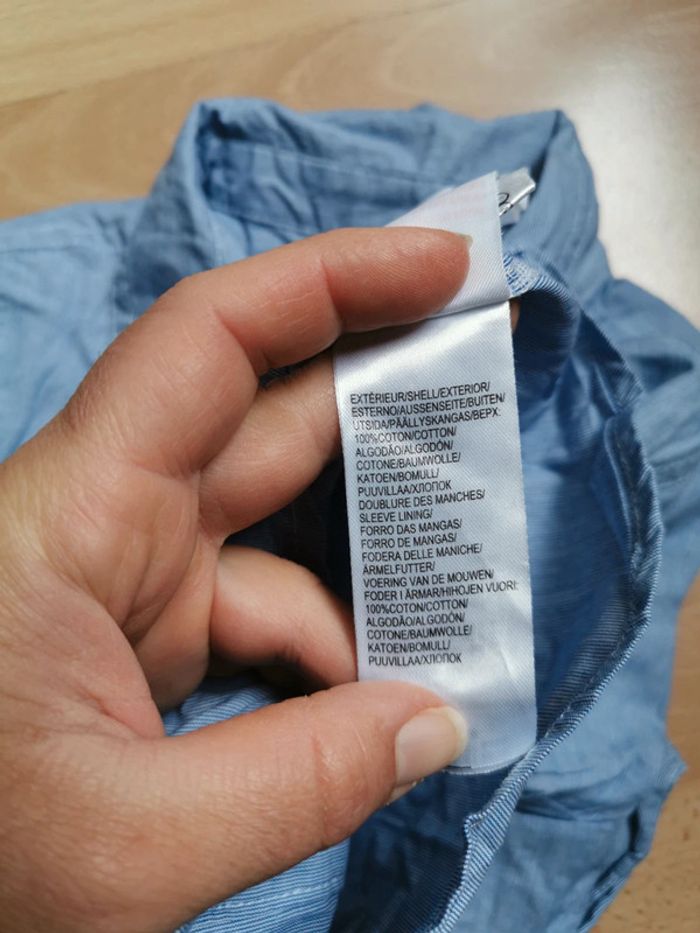 EXTÉRIEUR/SHELL/EXTERIOR/
ESTERNO/AUSSENSEITE/BUITEN/
UTSIDA/PÄÄLLYSKANGAS/ВЕРХ:
100%COTON/COTTON/
ALGODÃO/ALGODÓN/
COTONE/BAUMWOLLE/
KATOEN/BOMULL/
PUUVILLAA/ХЛОПОК
DOUBLURE DES MANCHES/
SLEEVE LINING/
FORRO DAS MANGAS/
FORRO DE MANGAS/
FODERA DELLE MANICHE/
ÄRMELFUTTER/
VOERING VAN DE MOUWEN/
FODER I ÄRMAR/HIHOJEN VUORI:
100%COTON/COTTON/
ALGODÃO/ALGODÓN/
COTONE/BAUMWOLLE/
KATOEN/BOMULL/
PUUVILLAA/ХЛОПОК